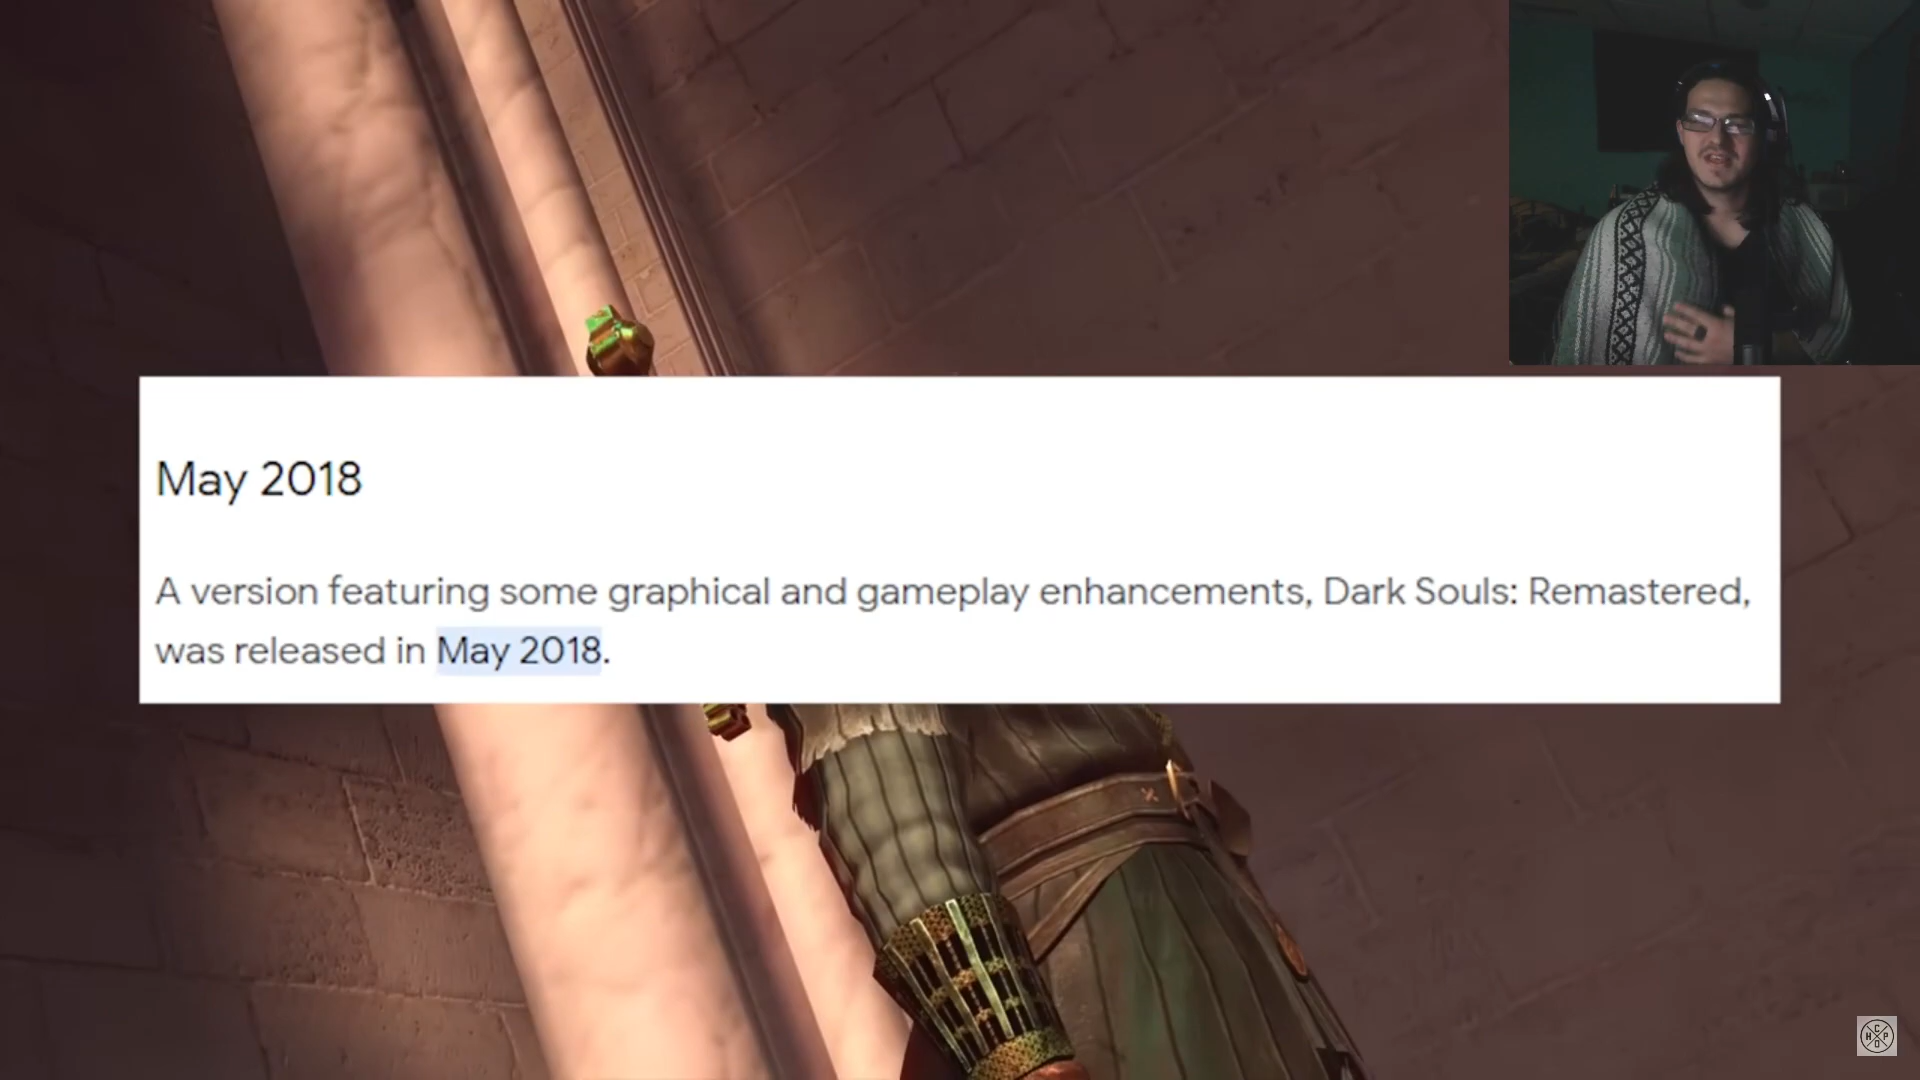 May 2018
A version featuring some graphical and gameplay enhancements, Dark Souls: Remastered,
was released in May 2018.